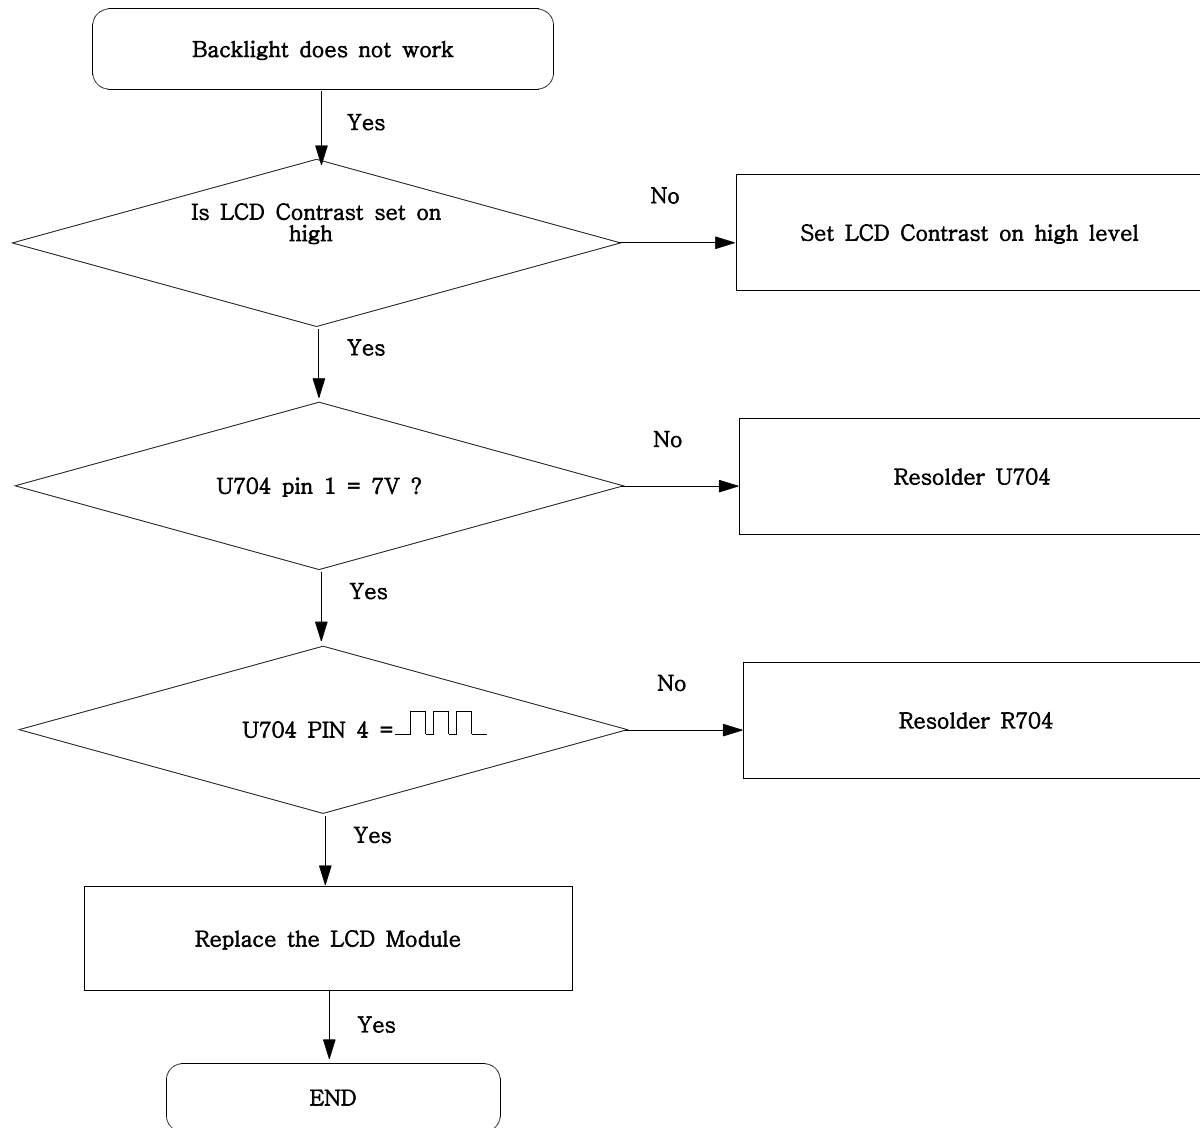 Backlight does not work
Yes
Is LCD Contrast set on
high
No
Set LCD Contrast on high level
Yes
U704 pin 1 = 7V ?
No
Resolder U704
Yes
U704 PIN 4 =
No
Resolder R704
Yes
Replace the LCD Module
Yes
END